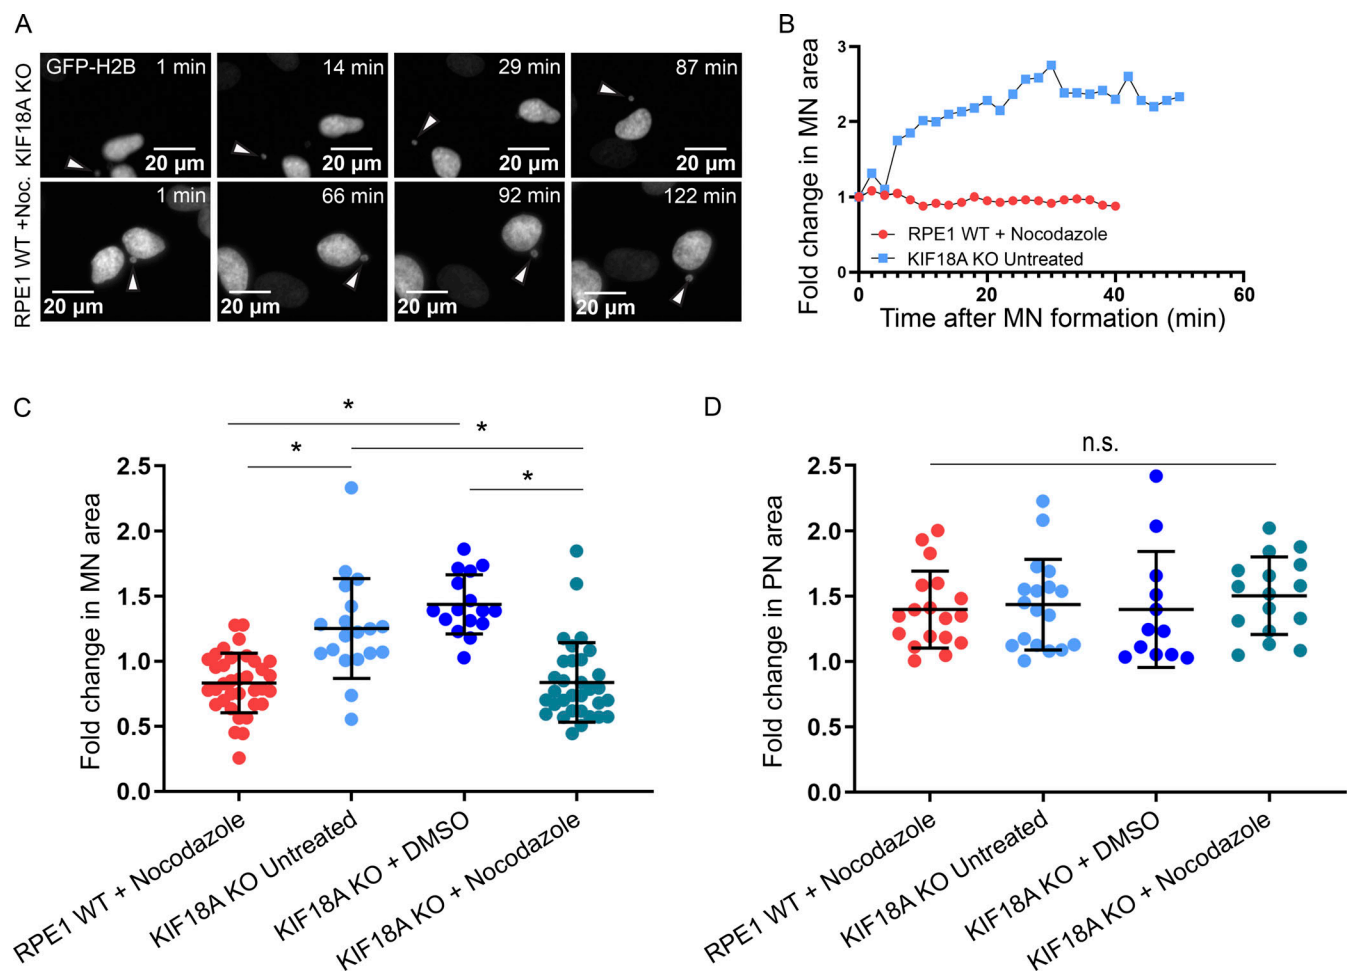 A
RPE1 WT +Noc. KIF18A KO
GFP-H2B 1 min
20 µm
14 min
20 µm
29 min
20 µm
87 min
20 µm
1 min
20 µm
66 min
20 µm
92 min
20 µm
122 min
20 µm
B
Fold change in MN area
3
2
1
0
RPE1 WT + Nocodazole
KIF18A KO Untreated
0 20 40 60
Time after MN formation (min)
C
*
*
*
*
Fold change in MN area
2.5
2.0
1.5
1.0
0.5
0.0
RPE1 WT + Nocodazole
KIF18A KO Untreated
KIF18A KO + DMSO
KIF18A KO + Nocodazole
D
n.s.
Fold change in PN area
2.5
2.0
1.5
1.0
0.5
0.0
RPE1 WT + Nocodazole
KIF18A KO Untreated
KIF18A KO + DMSO
KIF18A KO + Nocodazole